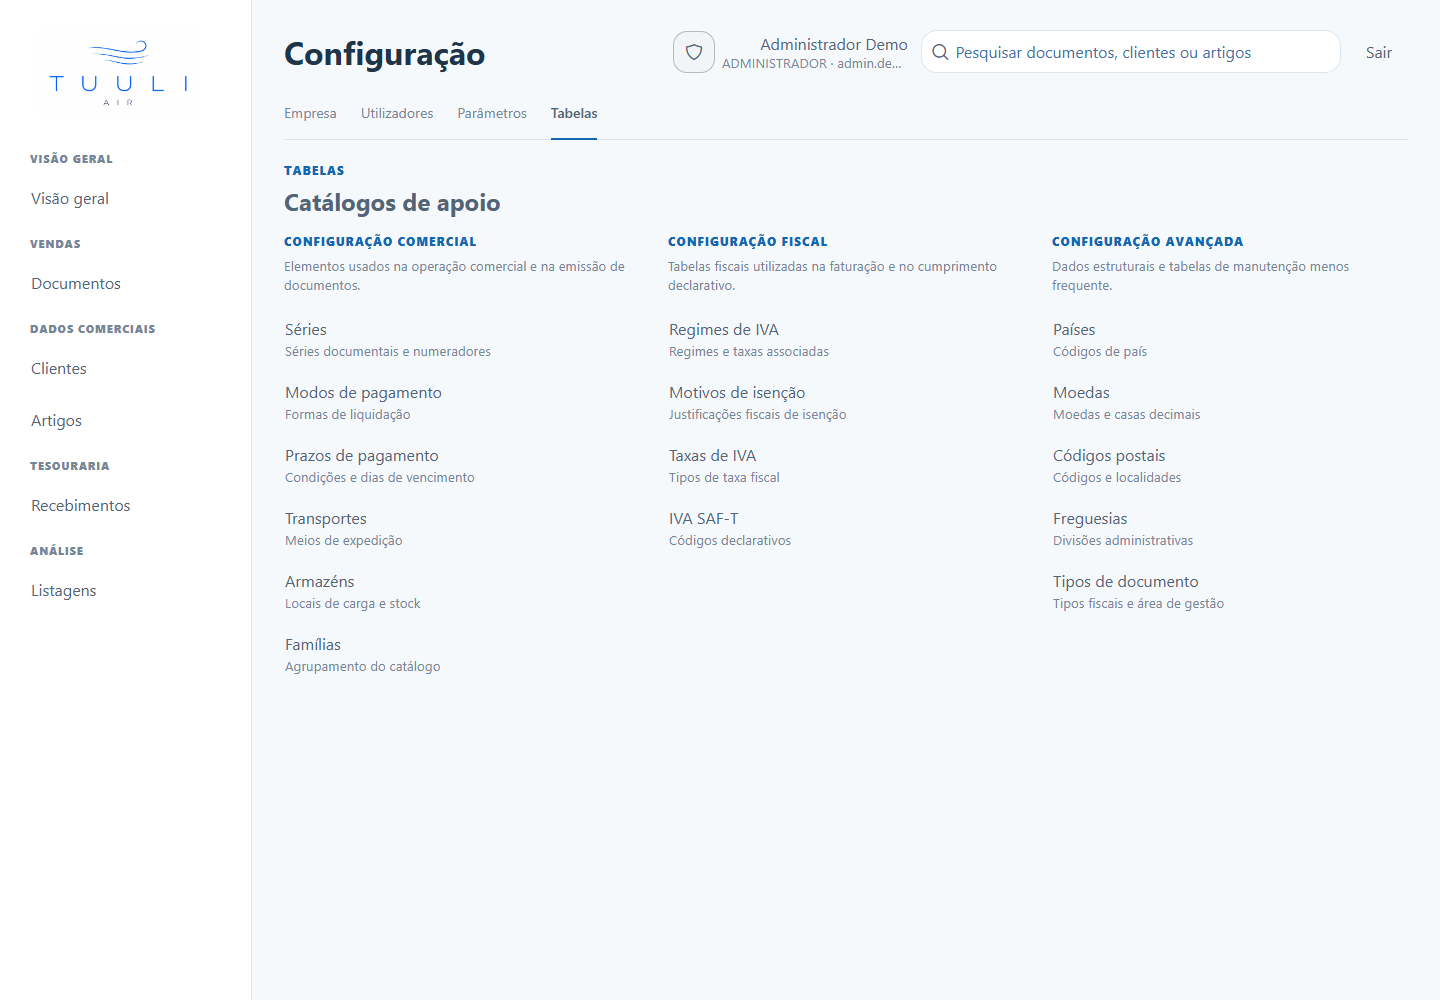 TUULI
AIR
VISÃO GERAL
Visão geral
VENDAS
Documentos
DADOS COMERCIAIS
Clientes
Artigos
TESOURARIA
Recebimentos
ANÁLISE
Listagens
Configuração
Administrador Demo
ADMINISTRADOR · admin.de...
Pesquisar documentos, clientes ou artigos
Sair
Empresa
Utilizadores
Parâmetros
Tabelas
TABELAS
Catálogos de apoio
CONFIGURAÇÃO COMERCIAL
Elementos usados na operação comercial e na emissão de
documentos.
Séries
Séries documentais e numeradores
Modos de pagamento
Formas de liquidação
Prazos de pagamento
Condições e dias de vencimento
Transportes
Meios de expedição
Armazéns
Locais de carga e stock
Famílias
Agrupamento do catálogo
CONFIGURAÇÃO FISCAL
Tabelas fiscais utilizadas na faturação e no cumprimento
declarativo.
Regimes de IVA
Regimes e taxas associadas
Motivos de isenção
Justificações fiscais de isenção
Taxas de IVA
Tipos de taxa fiscal
IVA SAF-T
Códigos declarativos
CONFIGURAÇÃO AVANÇADA
Dados estruturais e tabelas de manutenção menos
frequente.
Países
Códigos de país
Moedas
Moedas e casas decimais
Códigos postais
Códigos e localidades
Freguesias
Divisões administrativas
Tipos de documento
Tipos fiscais e área de gestão